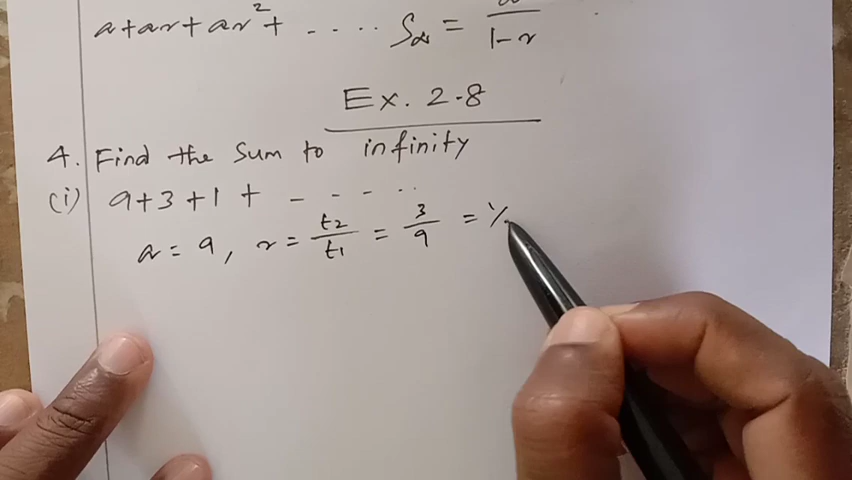 a+ar+ar²+ .... S∞ = a/1-r .
Ex. 2.8
4. Find the Sum to infinity
(i) 9+3+1+ - - - ..
a = 9, r = t2/t1 = 3/9 = 1/